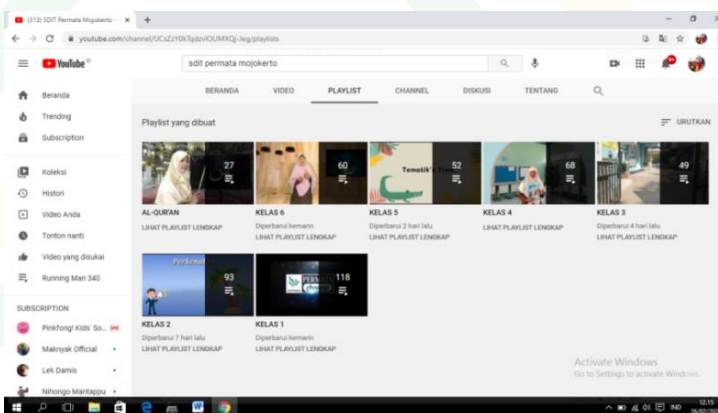 (313) SDIT Permata Mojokerto -
youtube.com/channel/UCsZzY0kTqdzvlOUMXQj-Jeg/playlists
YouTube
sdit permata mojokerto
Beranda
Trending
Subscription
Koleksi
Histori
Video Anda
Tonton nanti
Video yang disukai
Running Man 340
SUBSCRIPTION
Pinkfong! Kids' So...
Maknyak Official
Lek Damis
Nihongo Mantappu
BERANDA VIDEO PLAYLIST CHANNEL DISKUSI TENTANG
Playlist yang dibuat
URUTKAN
27
60
Tematik
52
68
49
AL-QUR'AN
LIHAT PLAYLIST LENGKAP
KELAS 6
Diperbarui kemarin
LIHAT PLAYLIST LENGKAP
KELAS 5
Diperbarui 2 hari lalu
LIHAT PLAYLIST LENGKAP
KELAS 4
LIHAT PLAYLIST LENGKAP
KELAS 3
Diperbarui 4 hari lalu
LIHAT PLAYLIST LENGKAP
93
118
KELAS 2
Diperbarui 7 hari lalu
LIHAT PLAYLIST LENGKAP
KELAS 1
Diperbarui kemarin
LIHAT PLAYLIST LENGKAP
Activate Windows
Go to Settings to activate Windows.
IND
12.15